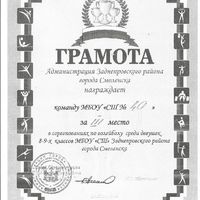 ГРАМОТА
Администрация Заднепровского района
города Смоленска
награждает
команду МБОУ «СШ № 40»
за III место
в соревнованиях по волейболу среди девушек
8-9-х классов МБОУ «СШ» Заднепровского района
города Смоленска